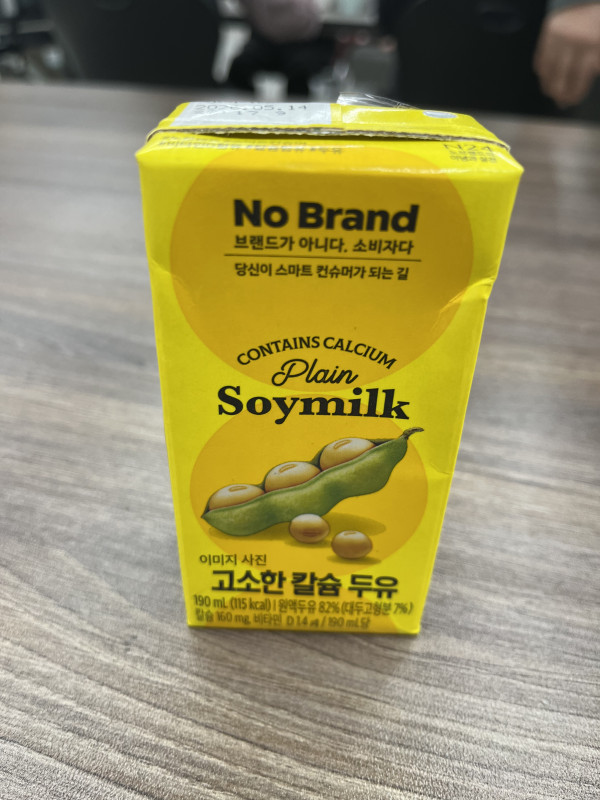 05.14
No Brand
브랜드가 아니다. 소비자다
당신이 스마트 컨슈머가 되는 길
CONTAINS CALCIUM
Plain
Soymilk
이미지 사진
고소한 칼슘 두유
190 mL (115 kcal) | 원액두유 82% (대두고형분 7%)
칼슘 160 mg, 비타민 D 1.4 ㎍ / 190 mL당